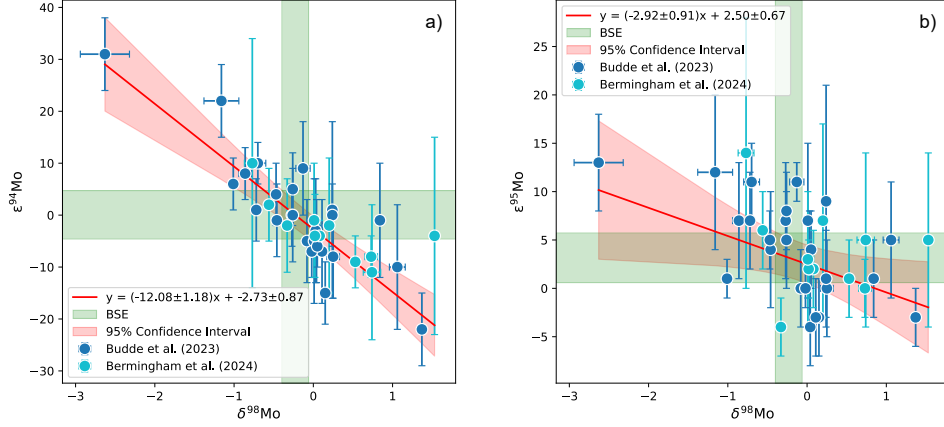 a)
40
30
20
10
0
−10
−20
−30
ε⁹⁴Mo
y = (-12.08±1.18)x + -2.73±0.87
BSE
95% Confidence Interval
Budde et al. (2023)
Bermingham et al. (2024)
−3
−2
−1
0
1
δ⁹⁸Mo
b)
y = (-2.92±0.91)x + 2.50±0.67
BSE
95% Confidence Interval
Budde et al. (2023)
Bermingham et al. (2024)
25
20
15
10
5
0
−5
ε⁹⁵Mo
−3
−2
−1
0
1
δ⁹⁸Mo